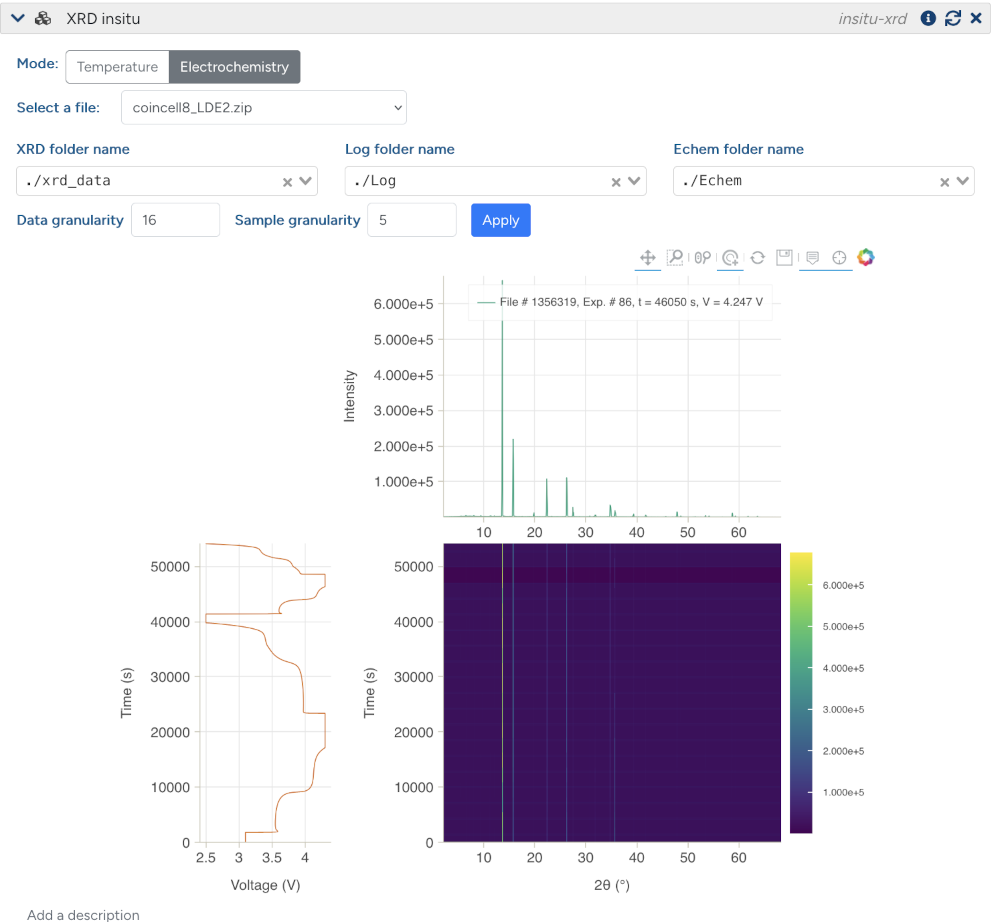 XRD insitu insitu-xrd
Mode: Temperature Electrochemistry
Select a file: coincell8_LDE2.zip
XRD folder name Log folder name Echem folder name
./xrd_data ./Log ./Echem
Data granularity 16 Sample granularity 5 Apply
File # 1356319, Exp. # 86, t = 46050 s, V = 4.247 V
6.000e+5
5.000e+5
4.000e+5
3.000e+5
2.000e+5
1.000e+5
Intensity
10 20 30 40 50 60
50000
40000
30000
20000
10000
0
Time (s)
2.5 3 3.5 4
Voltage (V)
50000
40000
30000
20000
10000
0
Time (s)
10 20 30 40 50 60
2θ (°)
6.000e+5
5.000e+5
4.000e+5
3.000e+5
2.000e+5
1.000e+5
Add a description